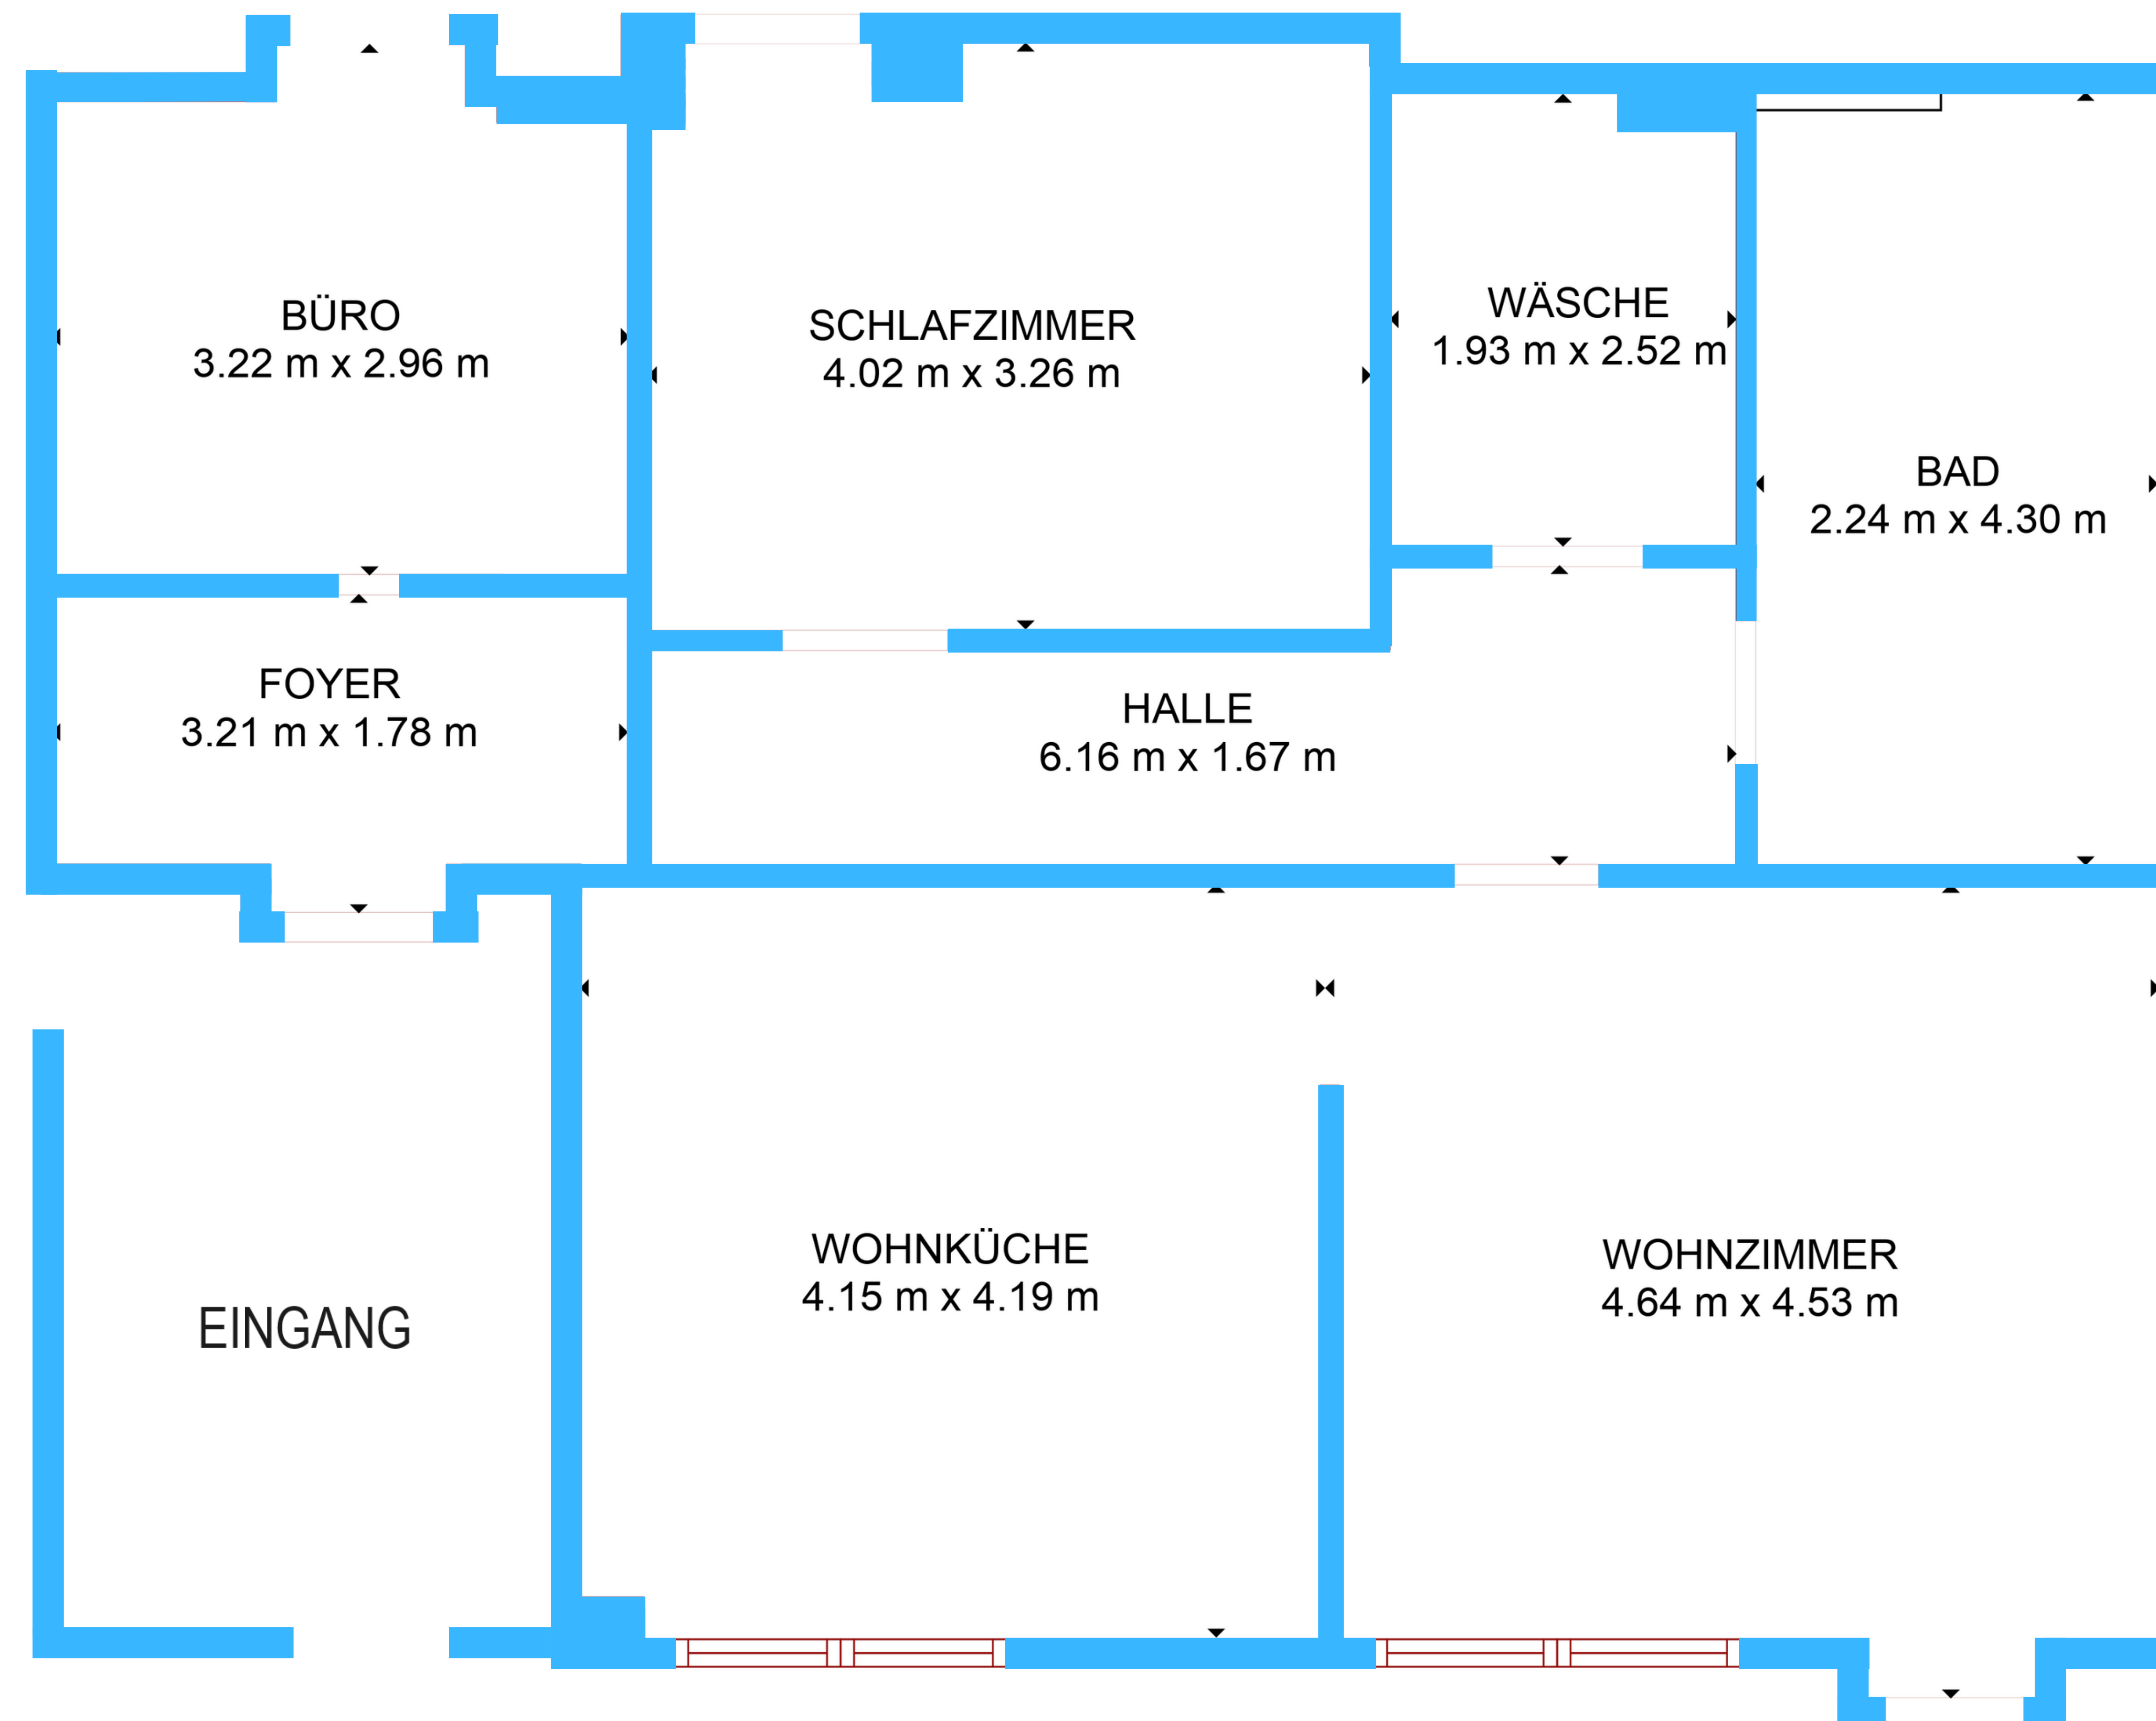 BÜRO
3.22 m x 2.96 m
SCHLAFZIMMER
4.02 m x 3.26 m
WÄSCHE
1.93 m x 2.52 m
BAD
2.24 m x 4.30 m
FOYER
3.21 m x 1.78 m
HALLE
6.16 m x 1.67 m
EINGANG
WOHNKÜCHE
4.15 m x 4.19 m
WOHNZIMMER
4.64 m x 4.53 m